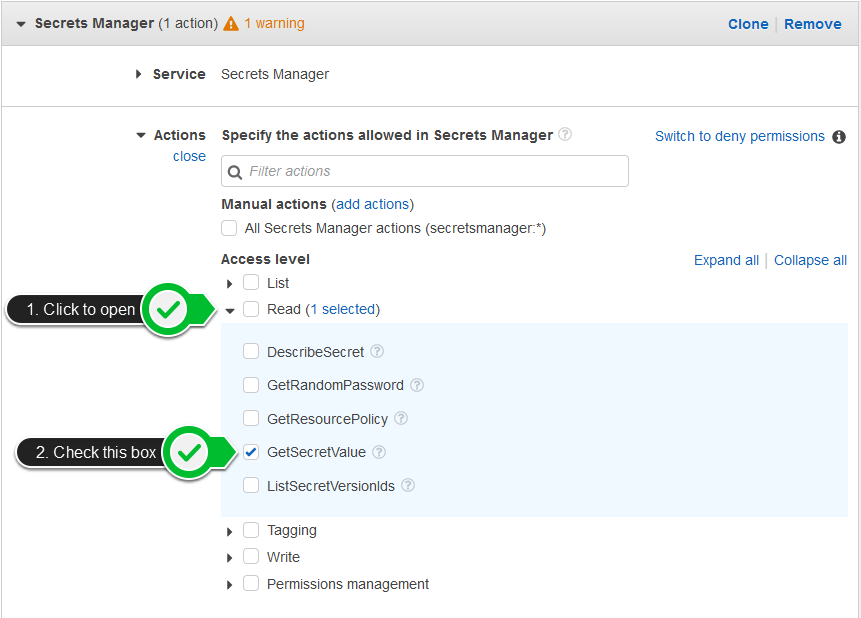 Secrets Manager (1 action) 1 warning Clone Remove
Service Secrets Manager
Actions Specify the actions allowed in Secrets Manager ? Switch to deny permissions i
close
Filter actions
Manual actions (add actions)
All Secrets Manager actions (secretsmanager:*)
Access level Expand all Collapse all
List
1. Click to open Read (1 selected)
DescribeSecret ?
GetRandomPassword ?
GetResourcePolicy ?
2. Check this box GetSecretValue ?
ListSecretVersionIds ?
Tagging
Write
Permissions management